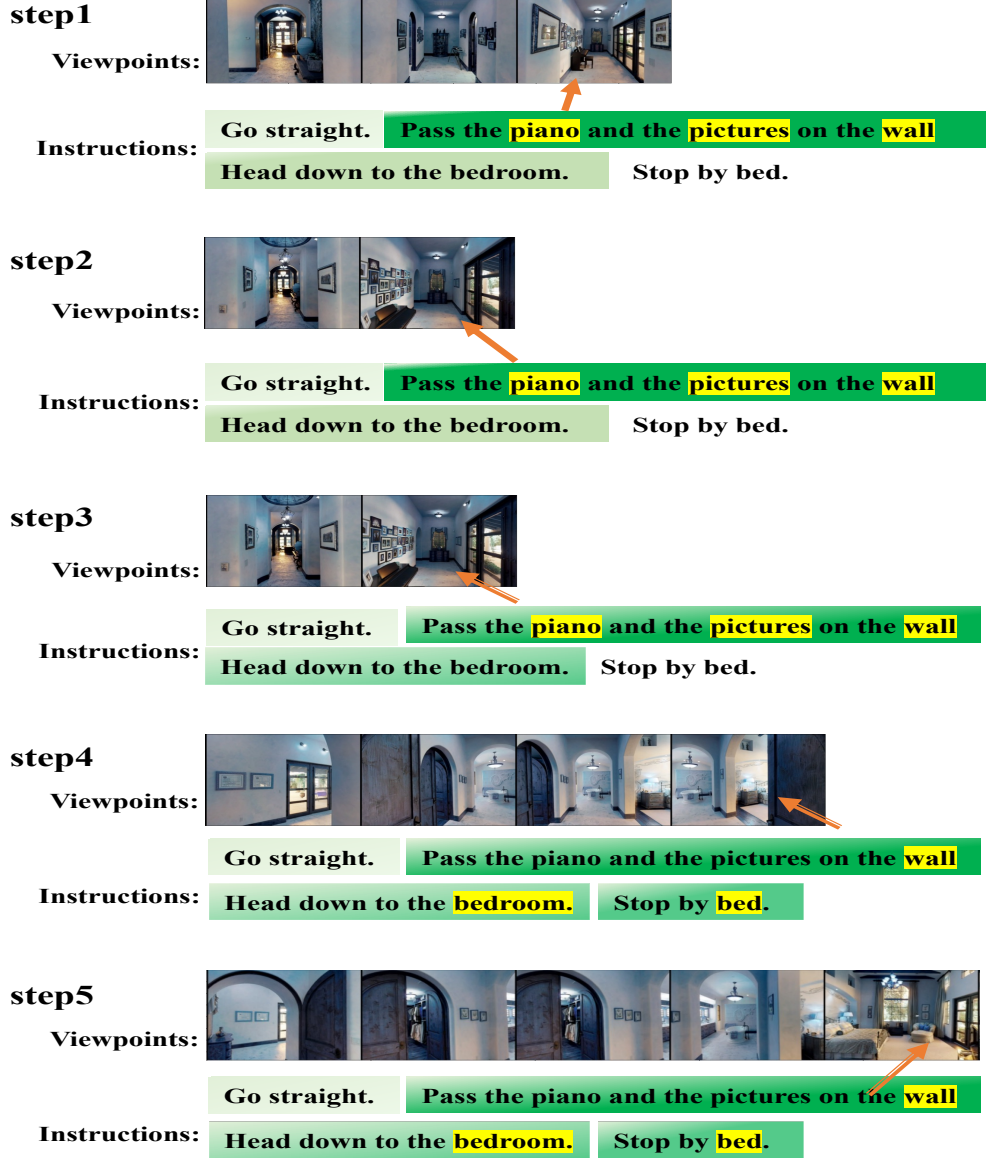 step1
Viewpoints:
Instructions:
Go straight. Pass the piano and the pictures on the wall
Head down to the bedroom. Stop by bed.
step2
Viewpoints:
Instructions:
Go straight. Pass the piano and the pictures on the wall
Head down to the bedroom. Stop by bed.
step3
Viewpoints:
Instructions:
Go straight. Pass the piano and the pictures on the wall
Head down to the bedroom. Stop by bed.
step4
Viewpoints:
Instructions:
Go straight. Pass the piano and the pictures on the wall
Head down to the bedroom. Stop by bed.
step5
Viewpoints:
Instructions:
Go straight. Pass the piano and the pictures on the wall
Head down to the bedroom. Stop by bed.